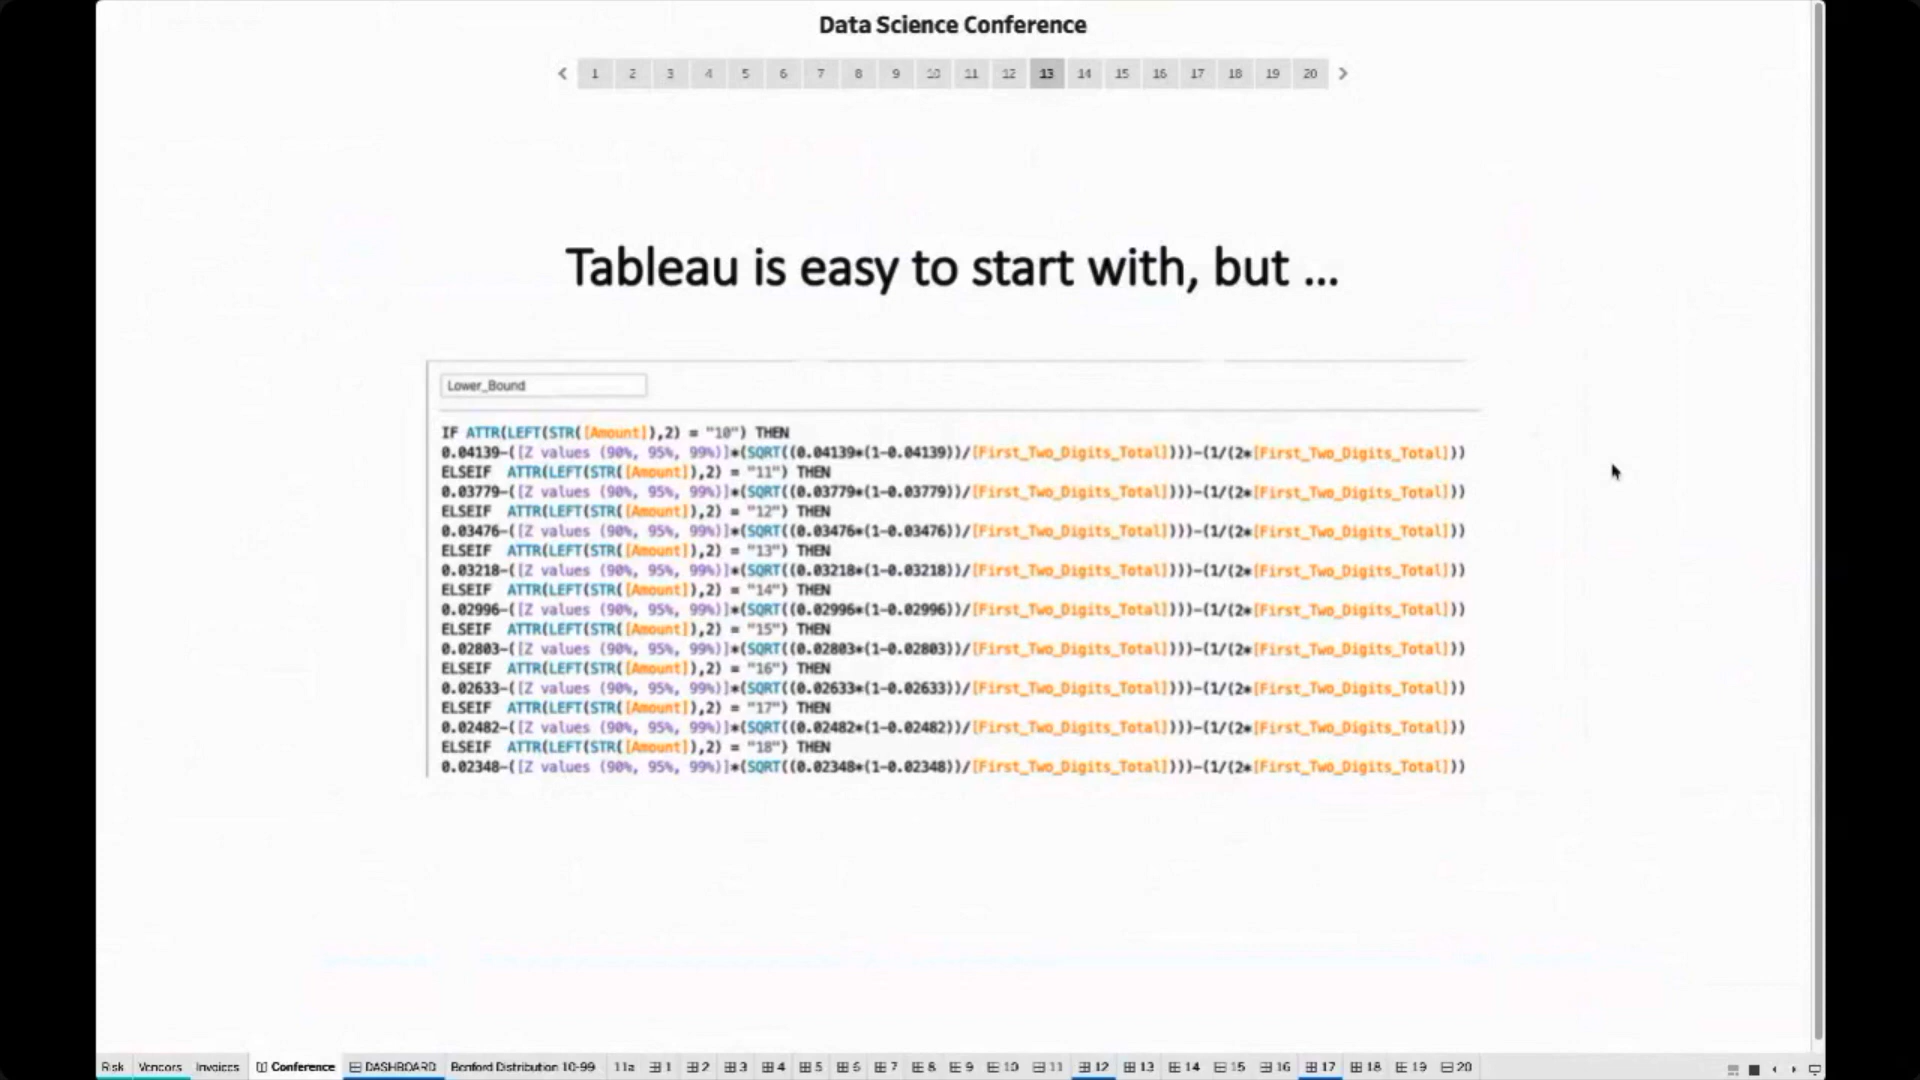 Data Science Conference
1 2 3 4 5 6 7 8 9 10 11 12 13 14 15 16 17 18 19 20
Tableau is easy to start with, but ...
Lower_Bound
IF ATTR(LEFT(STR([Amount]),2) = "10") THEN
0.04139-([Z values (90%, 95%, 99%)]*(SQRT((0.04139*(1-0.04139))/[First_Two_Digits_Total])))-(1/(2*[First_Two_Digits_Total]))
ELSEIF ATTR(LEFT(STR([Amount]),2) = "11") THEN
0.03779-([Z values (90%, 95%, 99%)]*(SQRT((0.03779*(1-0.03779))/[First_Two_Digits_Total])))-(1/(2*[First_Two_Digits_Total]))
ELSEIF ATTR(LEFT(STR([Amount]),2) = "12") THEN
0.03476-([Z values (90%, 95%, 99%)]*(SQRT((0.03476*(1-0.03476))/[First_Two_Digits_Total])))-(1/(2*[First_Two_Digits_Total]))
ELSEIF ATTR(LEFT(STR([Amount]),2) = "13") THEN
0.03218-([Z values (90%, 95%, 99%)]*(SQRT((0.03218*(1-0.03218))/[First_Two_Digits_Total])))-(1/(2*[First_Two_Digits_Total]))
ELSEIF ATTR(LEFT(STR([Amount]),2) = "14") THEN
0.02996-([Z values (90%, 95%, 99%)]*(SQRT((0.02996*(1-0.02996))/[First_Two_Digits_Total])))-(1/(2*[First_Two_Digits_Total]))
ELSEIF ATTR(LEFT(STR([Amount]),2) = "15") THEN
0.02803-([Z values (90%, 95%, 99%)]*(SQRT((0.02803*(1-0.02803))/[First_Two_Digits_Total])))-(1/(2*[First_Two_Digits_Total]))
ELSEIF ATTR(LEFT(STR([Amount]),2) = "16") THEN
0.02633-([Z values (90%, 95%, 99%)]*(SQRT((0.02633*(1-0.02633))/[First_Two_Digits_Total])))-(1/(2*[First_Two_Digits_Total]))
ELSEIF ATTR(LEFT(STR([Amount]),2) = "17") THEN
0.02482-([Z values (90%, 95%, 99%)]*(SQRT((0.02482*(1-0.02482))/[First_Two_Digits_Total])))-(1/(2*[First_Two_Digits_Total]))
ELSEIF ATTR(LEFT(STR([Amount]),2) = "18") THEN
0.02348-([Z values (90%, 95%, 99%)]*(SQRT((0.02348*(1-0.02348))/[First_Two_Digits_Total])))-(1/(2*[First_Two_Digits_Total]))
Risk Vencors Invoices Conference DASHBOARD Benford Distribution 10-99 11a 1 2 3 4 5 6 7 8 9 10 11 12 13 14 15 16 17 18 19 20